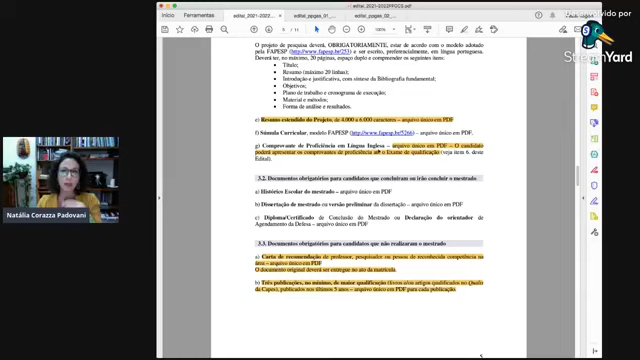 edital_2021-2022PPGCS.pdf
Início
Ferramentas
edital_2021-2022...
edital_ppgas_01_...
edital_ppgcs_02_...
StreamYard
O projeto de pesquisa deverá, OBRIGATORIAMENTE, estar de acordo com o modelo adotado
pela FAPESP (http://www.fapesp.br/253) e ser escrito, preferencialmente, em língua portuguesa.
Deverá ter, no máximo, 20 páginas, espaço duplo e compreender os seguintes itens:
• Título;
• Resumo (máximo 20 linhas);
• Introdução e justificativa, com síntese da Bibliografia fundamental;
• Objetivos;
• Plano de trabalho e cronograma de execução;
• Material e métodos;
• Forma de análise e resultados.
e) Resumo estendido do Projeto, de 4.000 a 6.000 caracteres – arquivo único em PDF
f) Súmula Curricular, modelo FAPESP (http://www.fapesp.br/5266) – arquivo único em PDF.
g) Comprovante de Proficiência em Língua Inglesa – arquivo único em PDF – O candidato
poderá apresentar os comprovantes de proficiência até o Exame de qualificação (veja item 6. deste
Edital).
3.2. Documentos obrigatórios para candidatos que concluíram ou irão concluir o mestrado
a) Histórico Escolar do mestrado – arquivo único em PDF
b) Dissertação de mestrado ou versão preliminar da dissertação – arquivo único em PDF
c) Diploma/Certificado de Conclusão do Mestrado ou Declaração do orientador de
Agendamento da Defesa – arquivo único em PDF
3.3. Documentos obrigatórios para candidatos que não realizaram o mestrado
a) Carta de recomendação de professor, pesquisador ou pessoa de reconhecida competência na
área – arquivo único em PDF
O documento original deverá ser entregue no ato da matrícula.
b) Três publicações, no mínimo, de maior qualificação (livros e/ou artigos qualificados no Qualis
da Capes), publicados nos últimos 5 anos – arquivo único em PDF para cada publicação.
Natália Corazza Padovani